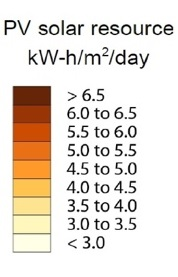 PV solar resource
kW-h/m²/day
> 6.5
6.0 to 6.5
5.5 to 6.0
5.0 to 5.5
4.5 to 5.0
4.0 to 4.5
3.5 to 4.0
3.0 to 3.5
< 3.0